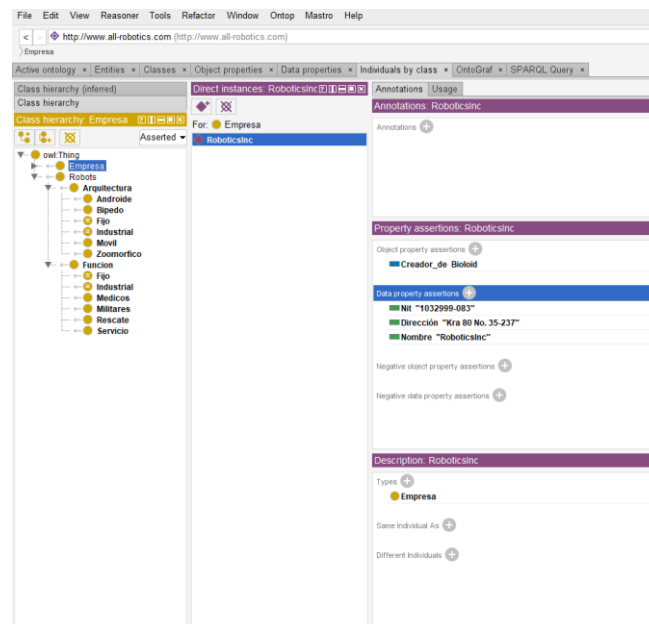 File Edit View Reasoner Tools Refactor Window Ontop Mastro Help
< > http://www.all-robotics.com (http://www.all-robotics.com)
Empresa
Active ontology × Entities × Classes × Object properties × Data properties × Individuals by class × OntoGraf × SPARQL Query ×
Class hierarchy (inferred)
Class hierarchy
Class hierarchy: Empresa
Asserted
owl:Thing
Empresa
Robots
Arquitectura
Androide
Bipedo
Fijo
Industrial
Movil
Zoomorfico
Funcion
Fijo
Industrial
Medicos
Militares
Rescate
Servicio
Direct instances: RoboticsInc
For: Empresa
RoboticsInc
Annotations Usage
Annotations: RoboticsInc
Annotations
Property assertions: RoboticsInc
Object property assertions
Creador_de Bioloid
Data property assertions
Nit "1032999-083"
Dirección "Kra 80 No. 35-237"
Nombre "RoboticsInc"
Negative object property assertions
Negative data property assertions
Description: RoboticsInc
Types
Empresa
Same Individual As
Different Individuals